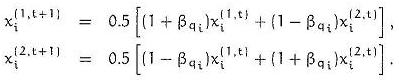 x_i^{(1,t+1)} = 0.5 [(1 + β_{q_i})x_i^{(1,t)} + (1 − β_{q_i})x_i^{(2,t)}],
x_i^{(2,t+1)} = 0.5 [(1 − β_{q_i})x_i^{(1,t)} + (1 + β_{q_i})x_i^{(2,t)}].